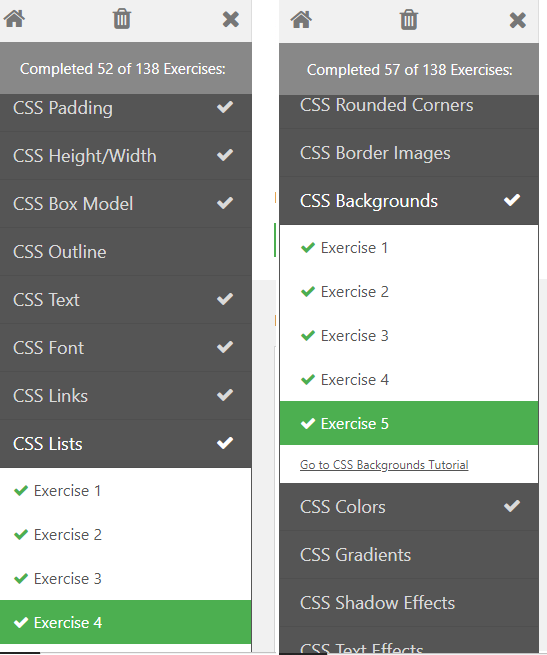 Completed 52 of 138 Exercises:
CSS Padding
CSS Height/Width
CSS Box Model
CSS Outline
CSS Text
CSS Font
CSS Links
CSS Lists
Exercise 1
Exercise 2
Exercise 3
Exercise 4
Completed 57 of 138 Exercises:
CSS Rounded Corners
CSS Border Images
CSS Backgrounds
Exercise 1
Exercise 2
Exercise 3
Exercise 4
Exercise 5
Go to CSS Backgrounds Tutorial
CSS Colors
CSS Gradients
CSS Shadow Effects
CSS Text Effects